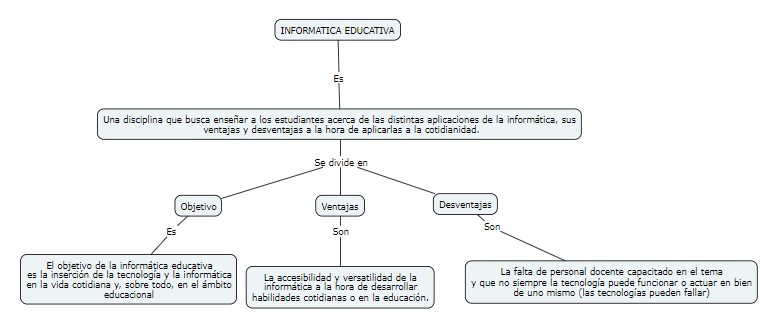 INFORMATICA EDUCATIVA
Es
Una disciplina que busca enseñar a los estudiantes acerca de las distintas aplicaciones de la informática, sus
ventajas y desventajas a la hora de aplicarlas a la cotidianidad.
Se divide en
Objetivo
Ventajas
Desventajas
Es
Son
Son
El objetivo de la informática educativa
es la inserción de la tecnología y la informática
en la vida cotidiana y, sobre todo, en el ámbito
educacional
La accesibilidad y versatilidad de la
informática a la hora de desarrollar
habilidades cotidianas o en la educación.
La falta de personal docente capacitado en el tema
y que no siempre la tecnología puede funcionar o actuar en bien
de uno mismo (las tecnologías pueden fallar)